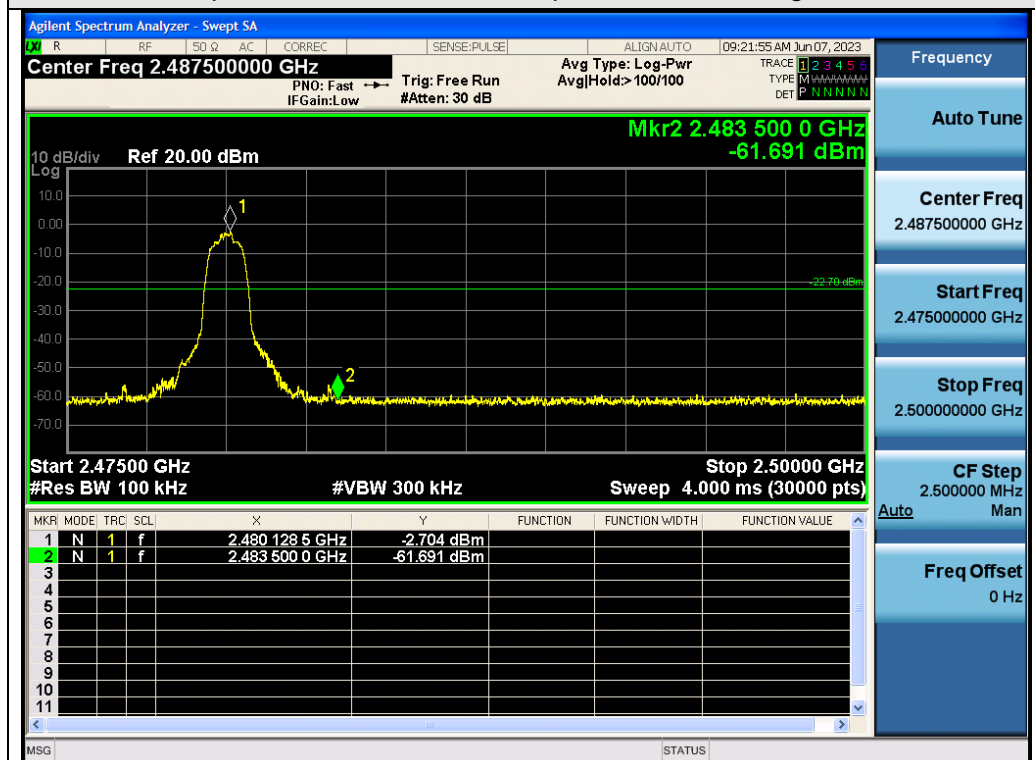 Agilent Spectrum Analyzer - Swept SA
LXI R RF 50 Ω AC CORREC SENSE:PULSE ALIGN AUTO 09:21:55 AM Jun 07, 2023
Center Freq 2.487500000 GHz
PNO: Fast
IFGain:Low
Trig: Free Run
#Atten: 30 dB
Avg Type: Log-Pwr
Avg|Hold:>100/100
TRACE 1 2 3 4 5 6
TYPE M WWWWW
DET P N N N N N
Mkr2 2.483 500 0 GHz
-61.691 dBm
10 dB/div Ref 20.00 dBm
Log
10.0
0.00
-10.0
-20.0
-30.0
-40.0
-50.0
-60.0
-70.0
1
2
-22.70 dBm
Start 2.47500 GHz Stop 2.50000 GHz
#Res BW 100 kHz #VBW 300 kHz Sweep 4.000 ms (30000 pts)
MKR MODE TRC SCL X Y FUNCTION FUNCTION WIDTH FUNCTION VALUE
1 N 1 f 2.480 128 5 GHz -2.704 dBm
2 N 1 f 2.483 500 0 GHz -61.691 dBm
3
4
5
6
7
8
9
10
11
MSG STATUS
Frequency
Auto Tune
Center Freq
2.487500000 GHz
Start Freq
2.475000000 GHz
Stop Freq
2.500000000 GHz
CF Step
2.500000 MHz
Auto Man
Freq Offset
0 Hz